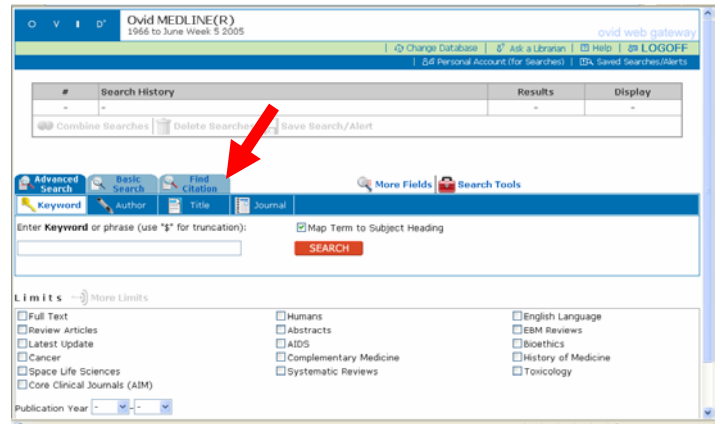 O V I D
Ovid MEDLINE(R)
1966 to June Week 5 2005
ovid web gateway
Change Database | Ask a Librarian | Help | LOGOFF
Personal Account (for Searches) | Saved Searches/Alerts
# Search History Results Display
- - - -
Combine Searches Delete Searches Save Search/Alert
Advanced Search Basic Search Find Citation More Fields Search Tools
Keyword Author Title Journal
Enter Keyword or phrase (use "$" for truncation): Map Term to Subject Heading
SEARCH
Limits More Limits
Full Text Humans English Language
Review Articles Abstracts EBM Reviews
Latest Update AIDS Bioethics
Cancer Complementary Medicine History of Medicine
Space Life Sciences Systematic Reviews Toxicology
Core Clinical Journals (AIM)
Publication Year - - -